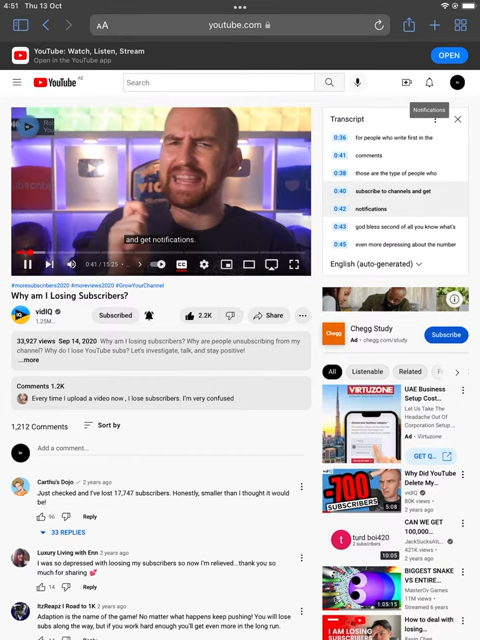 4:51 Thu 13 Oct
AA
youtube.com
YouTube: Watch, Listen, Stream
Open in the YouTube app
OPEN
YouTube AE
Search
Notifications
and get notifications.
0:41 / 15:25
CC
Transcript
0:36 for people who write first in the
0:41 comments
0:38 those are the type of people who
0:40 subscribe to channels and get
0:42 notifications
0:43 god bless second of all you know what's
0:45 even more depressing about the number
English (auto-generated)
#moresubscribers2020 #moreviews2020 #GrowYourChannel
Why am I Losing Subscribers?
vidIQ
1.25M...
Subscribed
2.2K
Share
33,927 views Sep 14, 2020 Why am I losing subscribers? Why are people unsubscribing from my
channel? Why do I lose YouTube subs? Let's investigate, talk, and stay positive!
...more
Comments 1.2K
Every time I upload a video now , I lose subscribers. I'm very confused
1,212 Comments
Sort by
Add a comment...
Carthu's Dojo 2 years ago
Just checked and I've lost 17,747 subscribers. Honestly, smaller than I thought it would
be!
96
Reply
33 REPLIES
Luxury Living with Enn 2 years ago
I was so depressed with loosing my subscribers so now I'm relieved...thank you so
much for sharing 💕
14
Reply
ItzReapz I Road to 1K 2 years ago
Adaption is the name of the game! No matter what keep pushing! You will lose
subs along the way, but if you work hard enough you'll get even more in the long run.
Chegg
Chegg Study
Ad • chegg.com/study
Subscribe
All
Listenable
Related
VIRTUZONE
UAE Business
Setup Cost...
Let Us Take The
Headache Out Of
Corporation Setup...
Ad • Virtuzone
GET Q...
-700
SUBSCRIBERS
5:08
Why Did YouTube
Delete My...
vidIQ
80K views •
2 years ago
t
turd boi420
2 subscribers
10:05
CAN WE GET
100,000...
JackSucksAtL...
421K views •
2 years ago
1:05:15
BIGGEST SNAKE
VS ENTIRE...
MasterOv Games
11M views •
Streamed 6 years
I AM LOSING
How to deal with
losing...